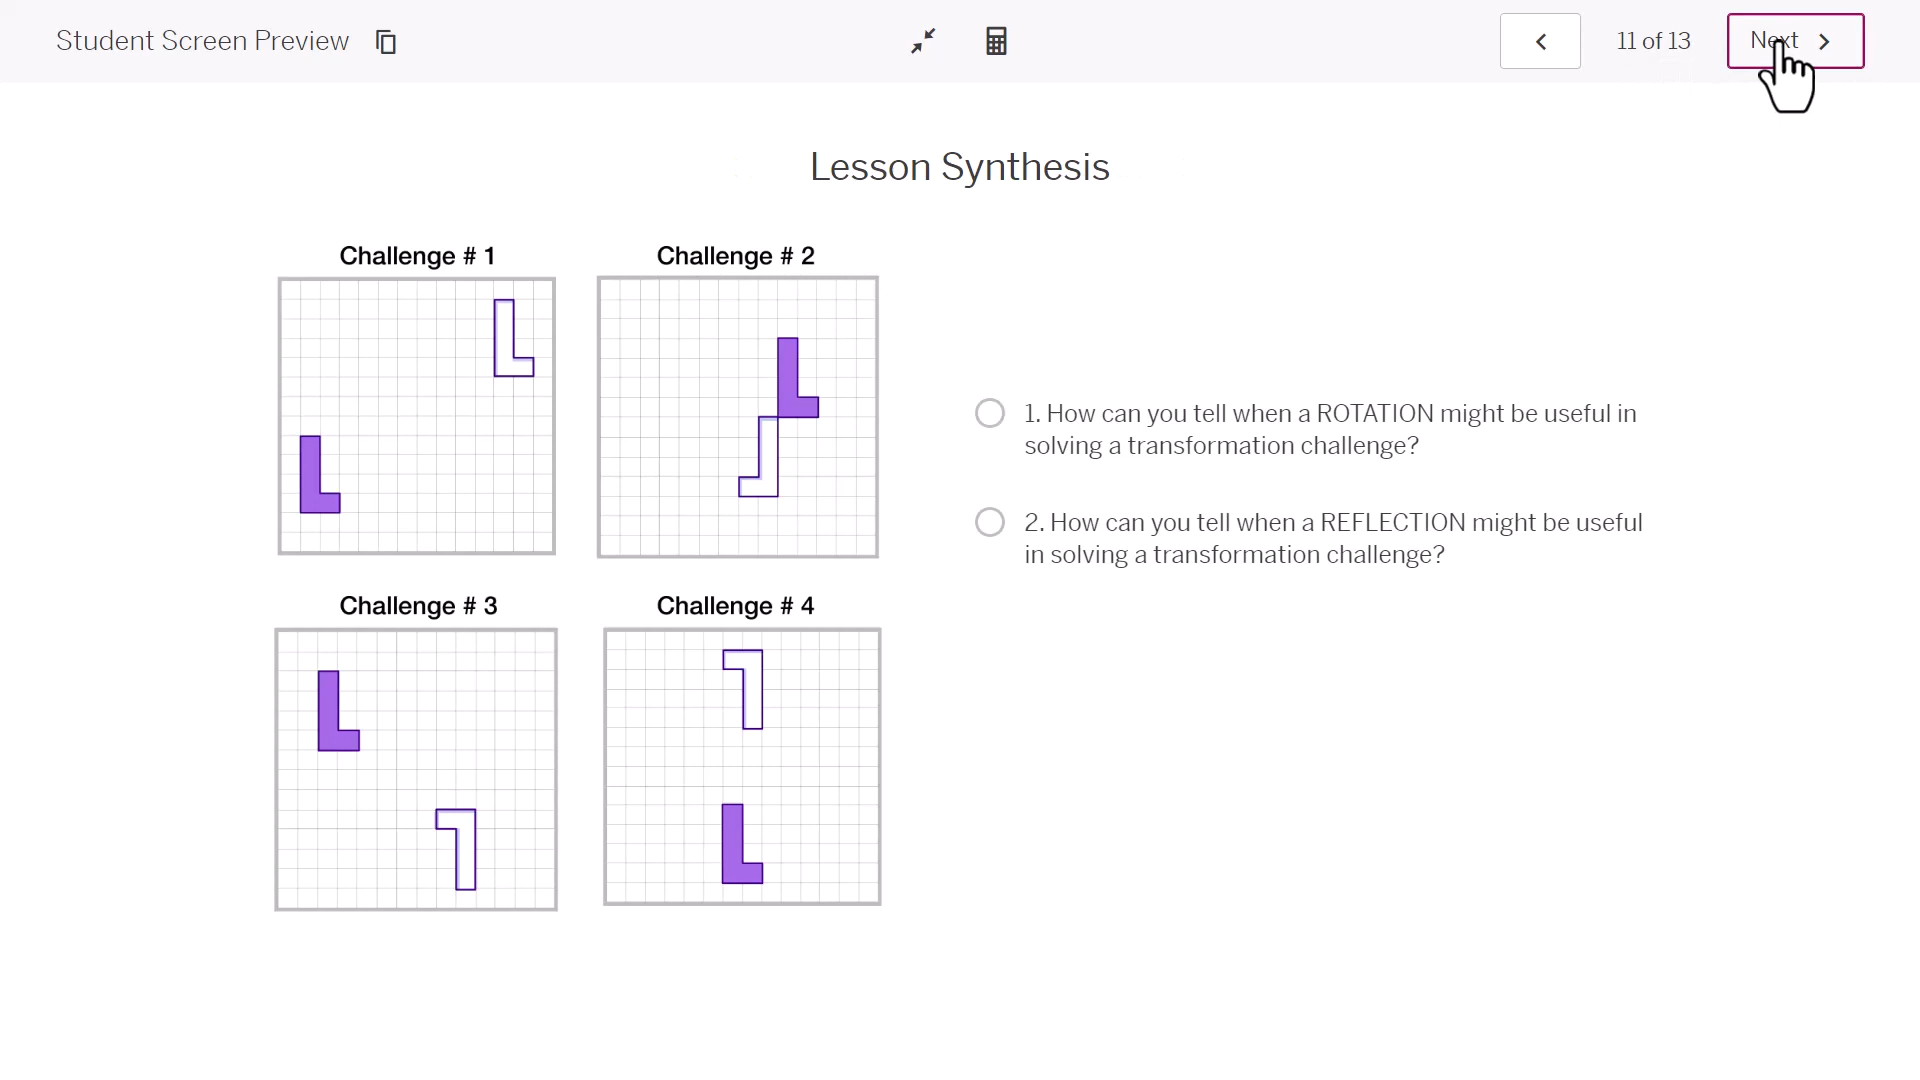 Student Screen Preview
11 of 13
Next
Lesson Synthesis
Challenge # 1
Challenge # 2
Challenge # 3
Challenge # 4
1. How can you tell when a ROTATION might be useful in
solving a transformation challenge?
2. How can you tell when a REFLECTION might be useful
in solving a transformation challenge?